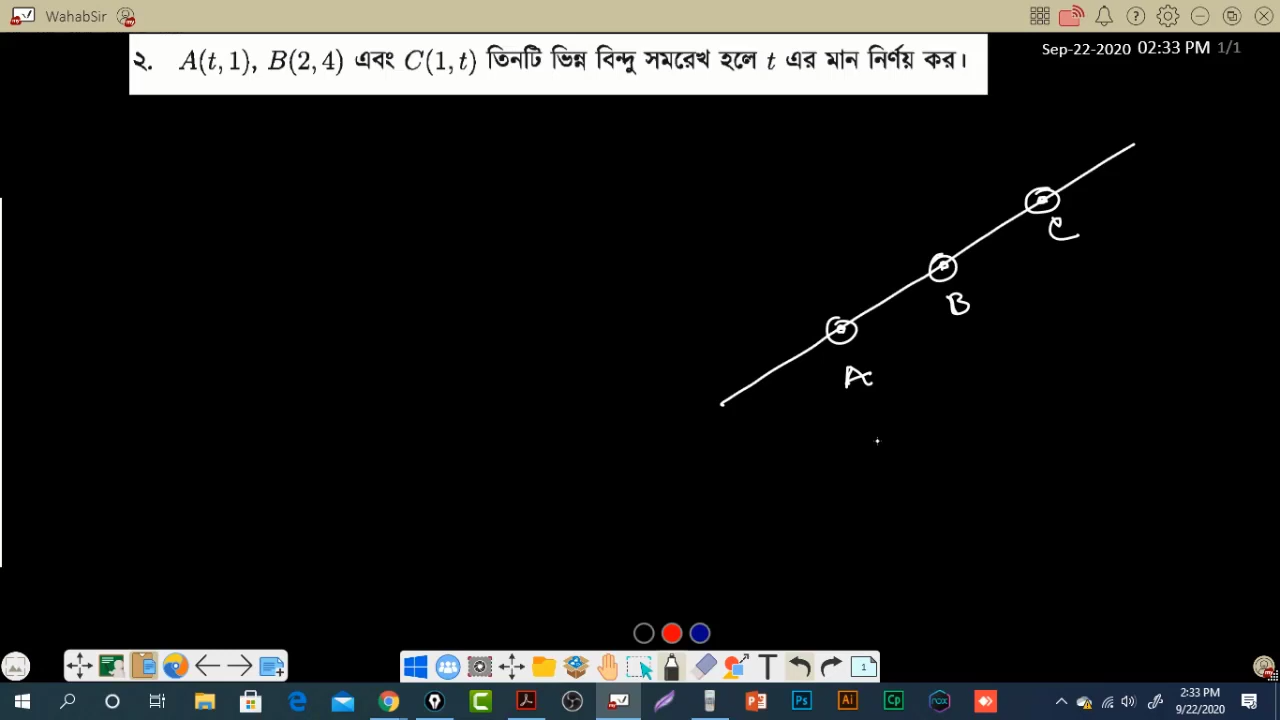 WahabSir
Sep-22-2020 02:33 PM 1/1
২. A(t, 1), B(2, 4) এবং C(1, t) তিনটি ভিন্ন বিন্দু সমরেখ হলে t এর মান নির্ণয় কর।
C
B
A
1
2:33 PM
9/22/2020